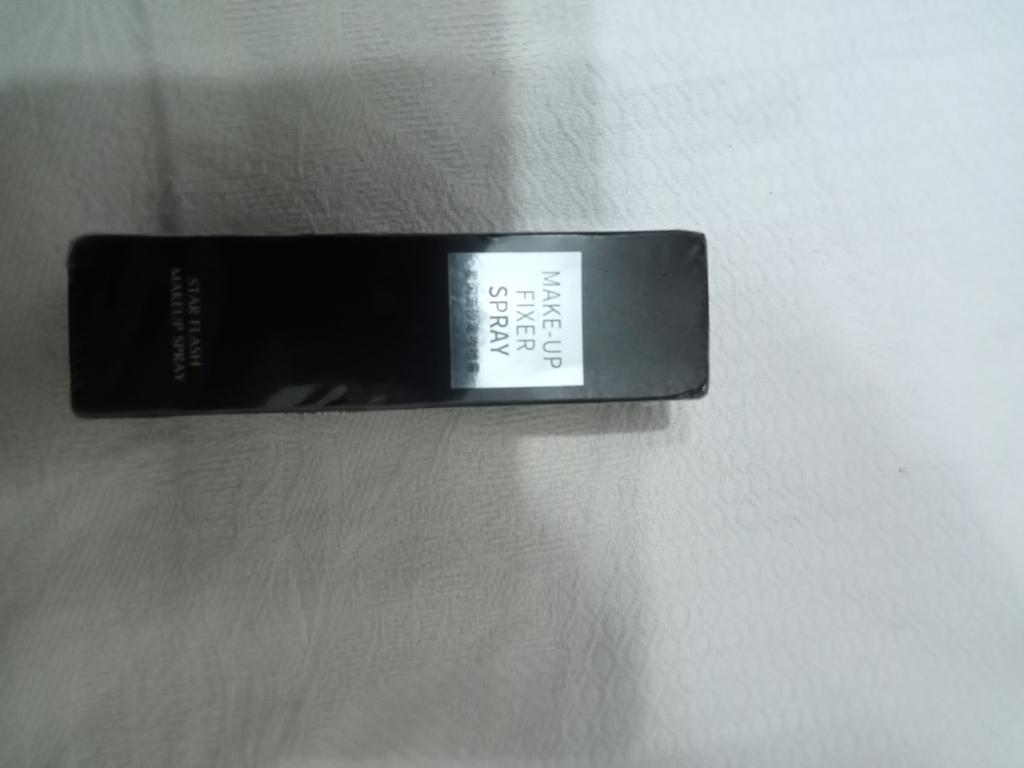 MAKE-UP
FIXER
SPRAY
STAR FLASH
MAKEUP SPRAY